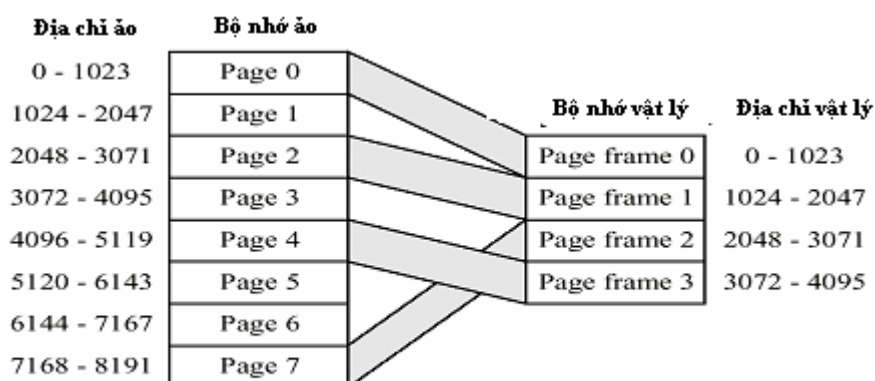 Địa chỉ ảo Bộ nhớ ảo
0 - 1023 Page 0
1024 - 2047 Page 1 Bộ nhớ vật lý Địa chỉ vật lý
2048 - 3071 Page 2 Page frame 0 0 - 1023
3072 - 4095 Page 3 Page frame 1 1024 - 2047
4096 - 5119 Page 4 Page frame 2 2048 - 3071
5120 - 6143 Page 5 Page frame 3 3072 - 4095
6144 - 7167 Page 6
7168 - 8191 Page 7